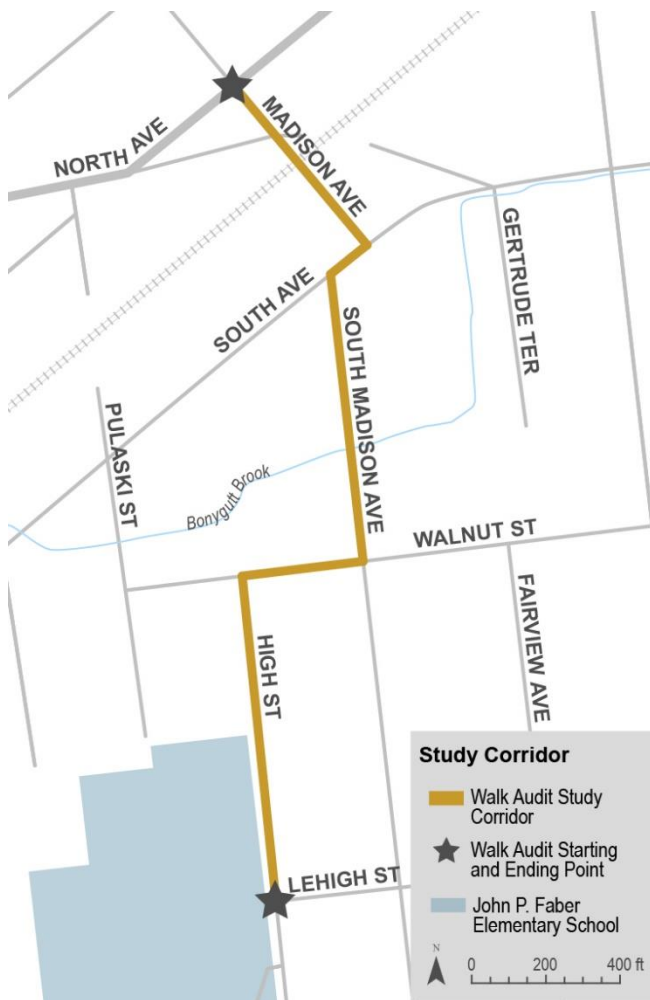 MADISON AVE
NORTH AVE
GERTRUDE TER
SOUTH AVE
SOUTH MADISON AVE
PULASKI ST
Bonygutt Brook
WALNUT ST
FAIRVIEW AVE
HIGH ST
LEHIGH ST
Study Corridor
Walk Audit Study
Corridor
Walk Audit Starting
and Ending Point
John P. Faber
Elementary School
N
0 200 400 ft